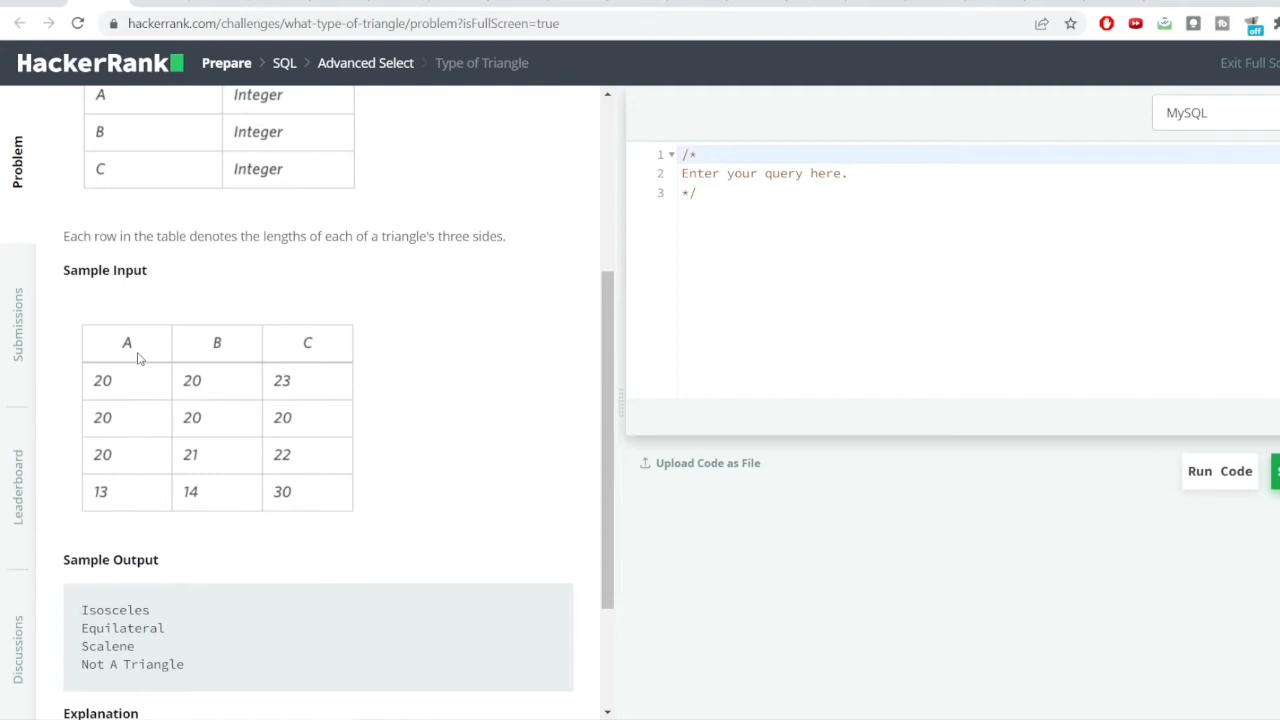 hackerrank.com/challenges/what-type-of-triangle/problem?isFullScreen=true
off
HackerRank Prepare > SQL > Advanced Select > Type of Triangle
Exit Full Sc
Problem
Submissions
Leaderboard
Discussions
A Integer
B Integer
C Integer
Each row in the table denotes the lengths of each of a triangle's three sides.
Sample Input
A B C
20 20 23
20 20 20
20 21 22
13 14 30
Sample Output
Isosceles
Equilateral
Scalene
Not A Triangle
Explanation
MySQL
1 /*
2 Enter your query here.
3 */
Upload Code as File
Run Code